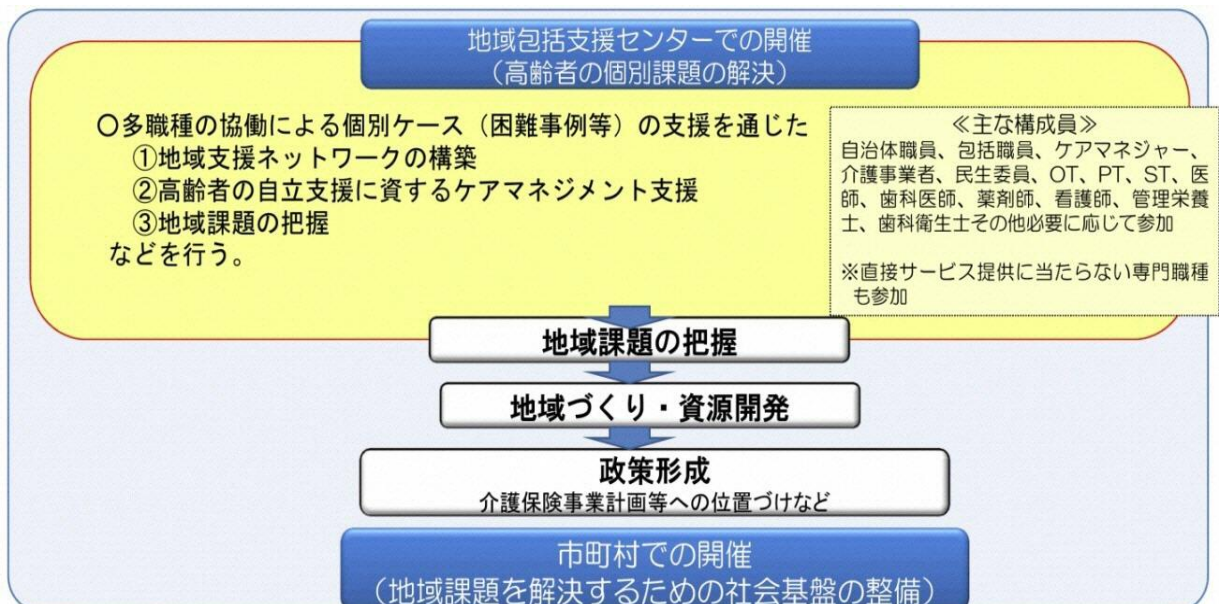 地域包括支援センターでの開催
（高齢者の個別課題の解決）
〇多職種の協働による個別ケース（困難事例等）の支援を通じた
①地域支援ネットワークの構築
②高齢者の自立支援に資するケアマネジメント支援
③地域課題の把握
などを行う。
≪主な構成員≫
自治体職員、包括職員、ケアマネジャー、
介護事業者、民生委員、OT、PT、ST、医
師、歯科医師、薬剤師、看護師、管理栄養
士、歯科衛生士その他必要に応じて参加
※直接サービス提供に当たらない専門職種
も参加
地域課題の把握
地域づくり・資源開発
政策形成
介護保険事業計画等への位置づけなど
市町村での開催
（地域課題を解決するための社会基盤の整備）